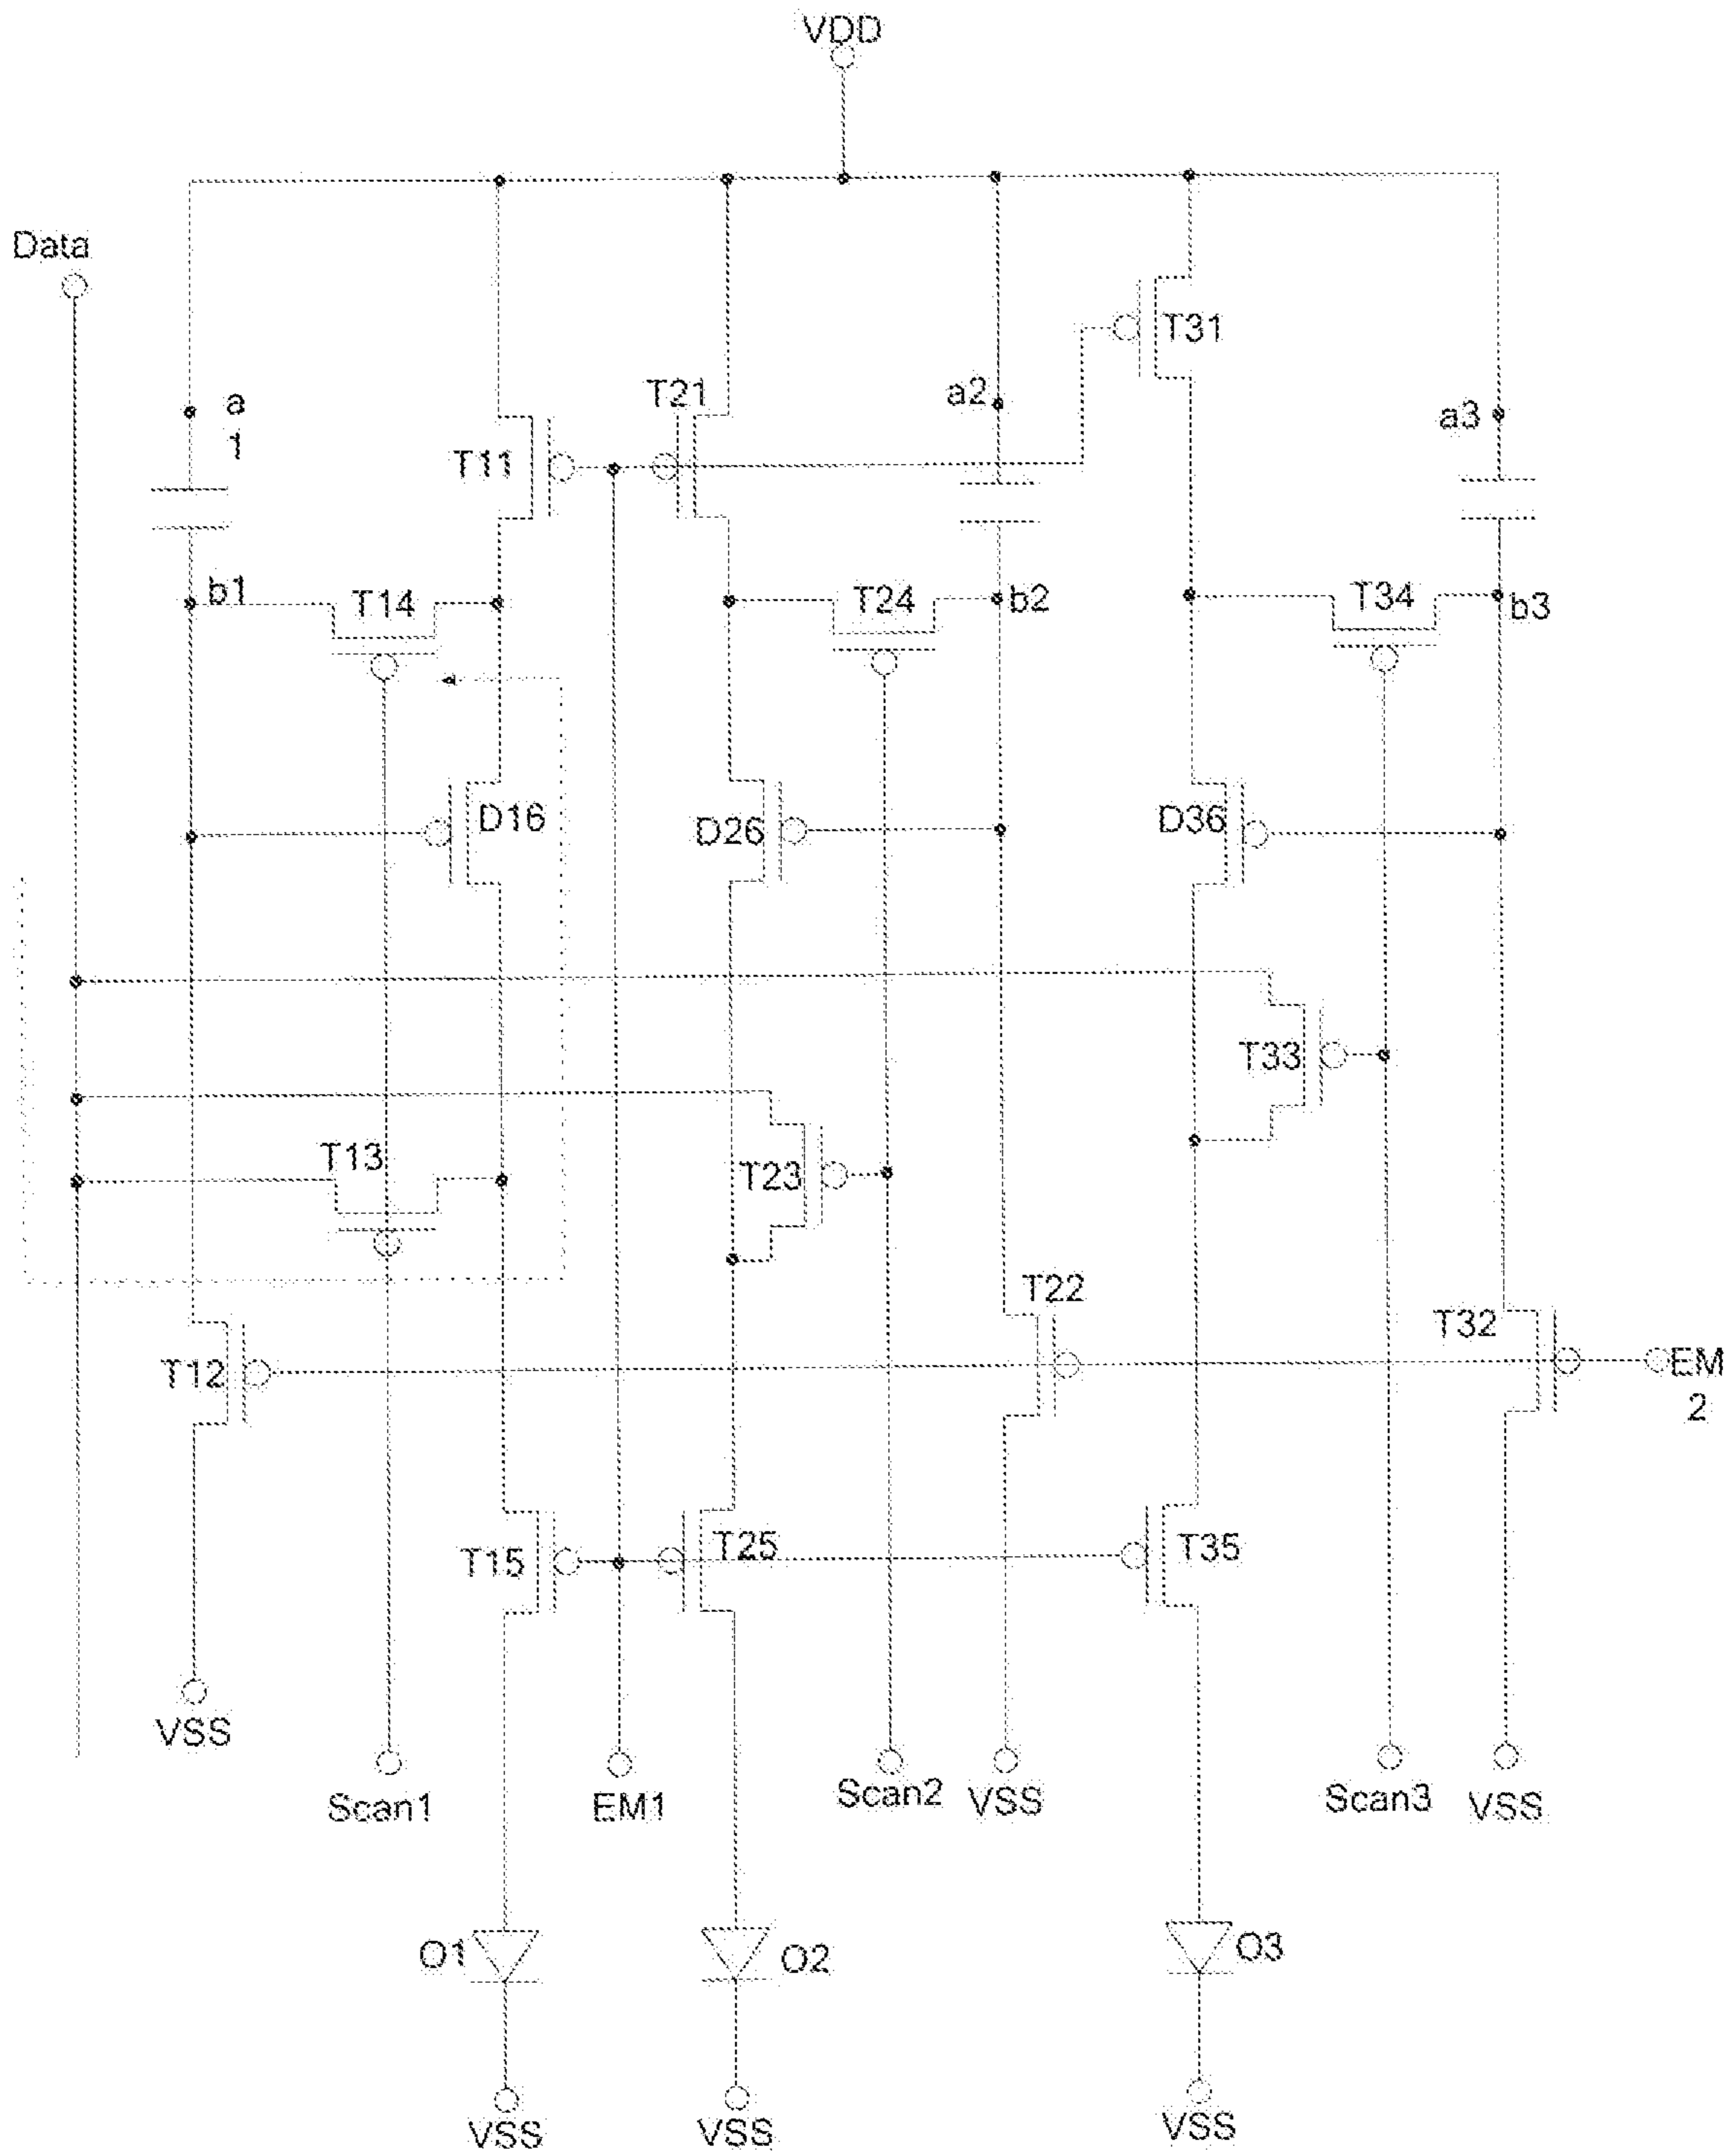 VDD
Data
T31
T21
a2
a
1
a3
T11
b1
T14
T24
b2
T34
b3
D16
D26
D36
T33
T13
T23
T22
T32
T12
EM
2
T15
T25
T35
VSS
Scan1
EM1
Scan2
VSS
Scan3
VSS
O1
O2
O3
VSS
VSS
VSS